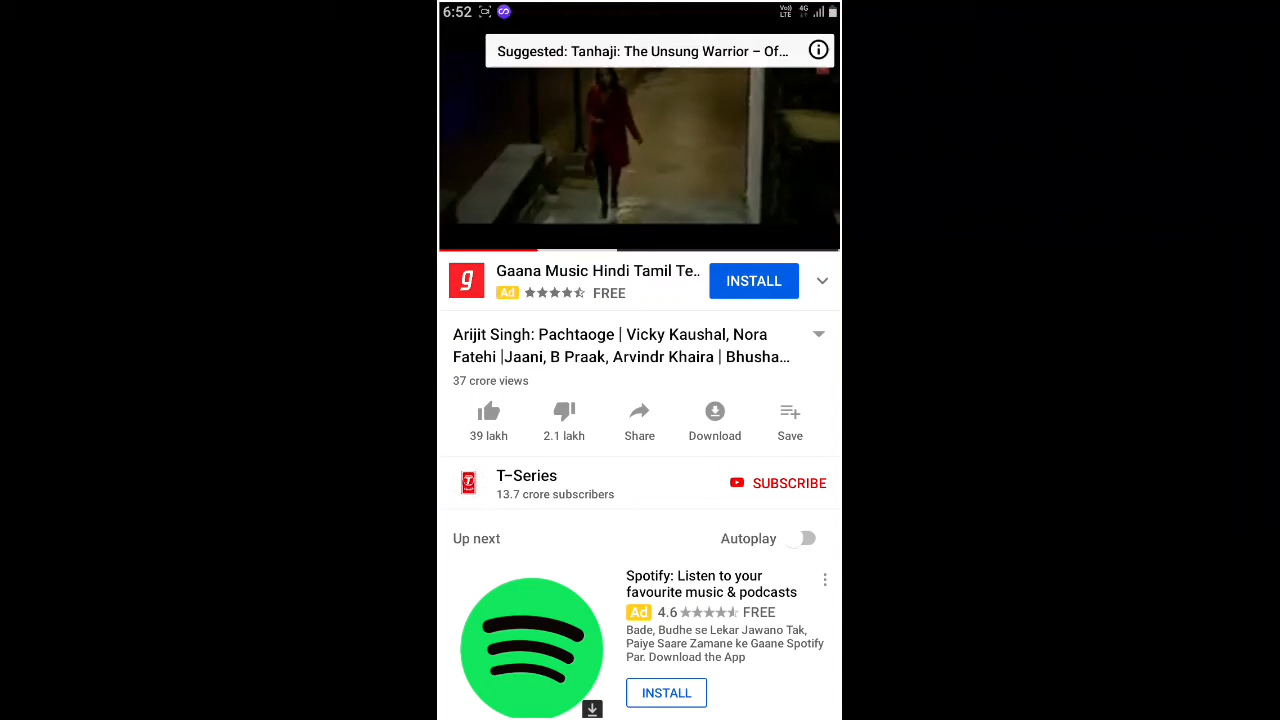 6:52
Vo)) LTE 4G
Suggested: Tanhaji: The Unsung Warrior – Of...
Gaana Music Hindi Tamil Te..
INSTALL
Ad FREE
Arijit Singh: Pachtaoge | Vicky Kaushal, Nora
Fatehi |Jaani, B Praak, Arvindr Khaira | Bhusha...
37 crore views
39 lakh
2.1 lakh
Share
Download
Save
T-Series
13.7 crore subscribers
SUBSCRIBE
Up next
Autoplay
Spotify: Listen to your
favourite music & podcasts
Ad 4.6 FREE
Bade, Budhe se Lekar Jawano Tak,
Paiye Saare Zamane ke Gaane Spotify
Par. Download the App
INSTALL